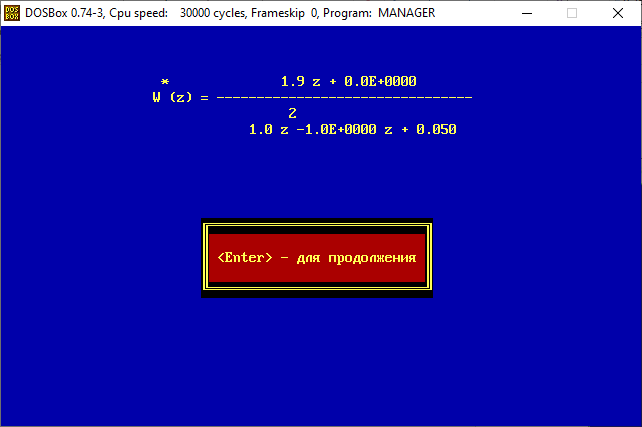 DOSBox 0.74-3, Cpu speed: 30000 cycles, Frameskip 0, Program: MANAGER
* 1.9 z + 0.0E+0000
W (z) = --------------------------------
2
1.0 z -1.0E+0000 z + 0.050
<Enter> - для продолжения